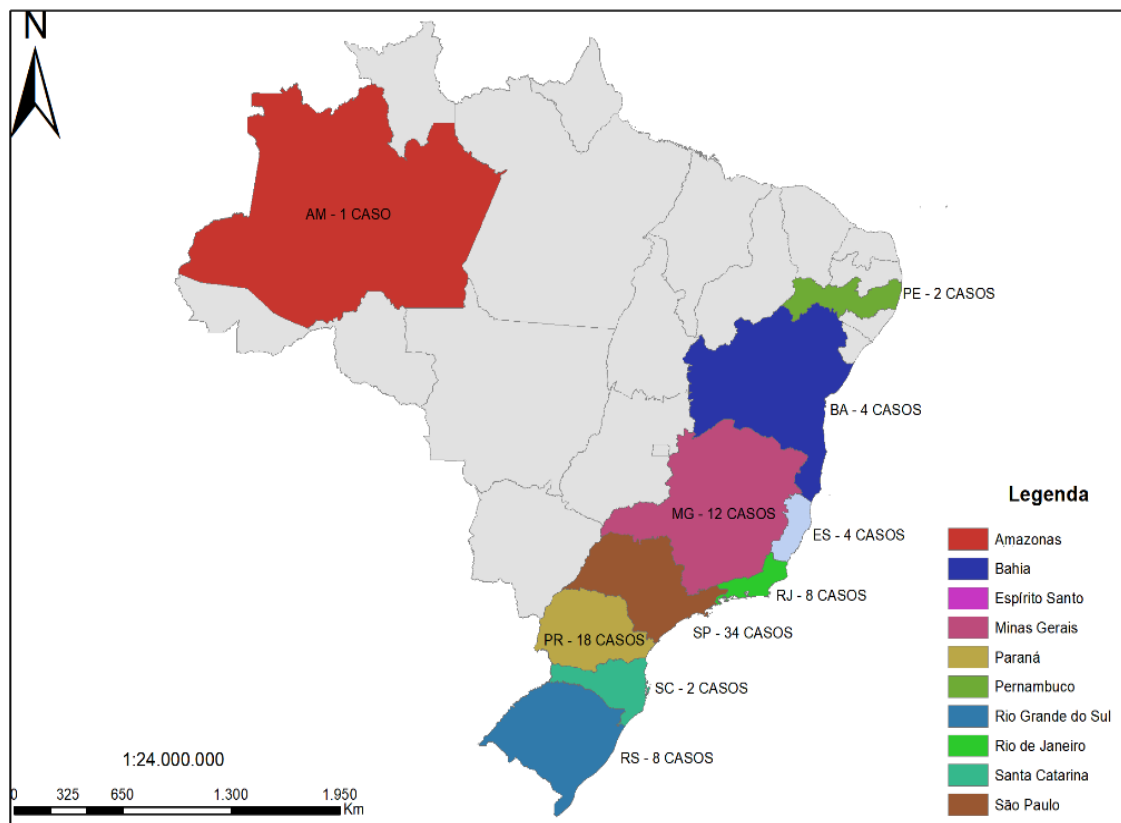 N
AM - 1 CASO
PE - 2 CASOS
BA - 4 CASOS
MG - 12 CASOS
ES - 4 CASOS
RJ - 8 CASOS
SP - 34 CASOS
PR - 18 CASOS
SC - 2 CASOS
RS - 8 CASOS
Legenda
Amazonas
Bahia
Espírito Santo
Minas Gerais
Paraná
Pernambuco
Rio Grande do Sul
Rio de Janeiro
Santa Catarina
São Paulo
1:24.000.000
0 325 650 1.300 1.950
Km